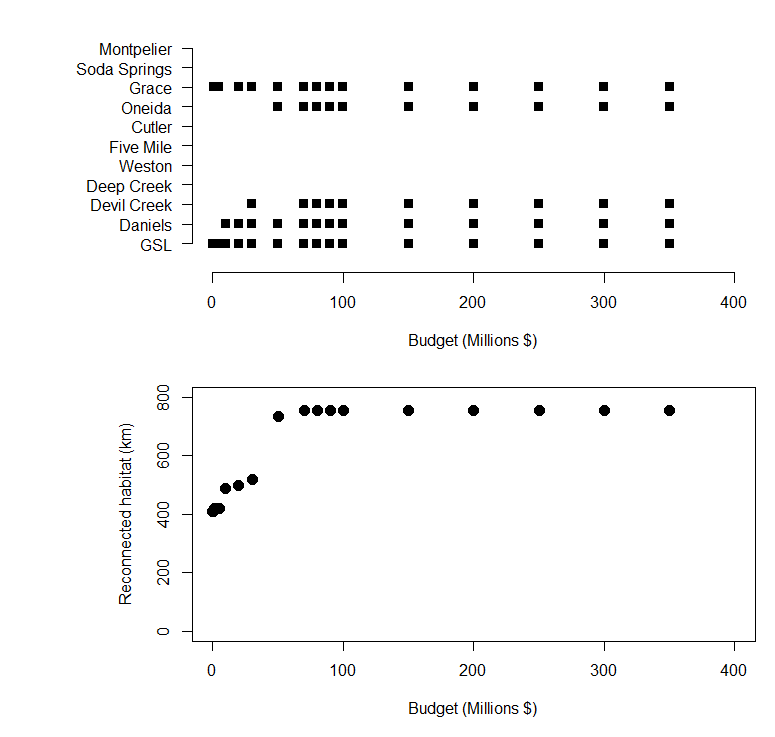 Montpelier
Soda Springs
Grace
Oneida
Cutler
Five Mile
Weston
Deep Creek
Devil Creek
Daniels
GSL
0 100 200 300 400
Budget (Millions $)
Reconnected habitat (km)
800
600
400
200
0
0 100 200 300 400
Budget (Millions $)